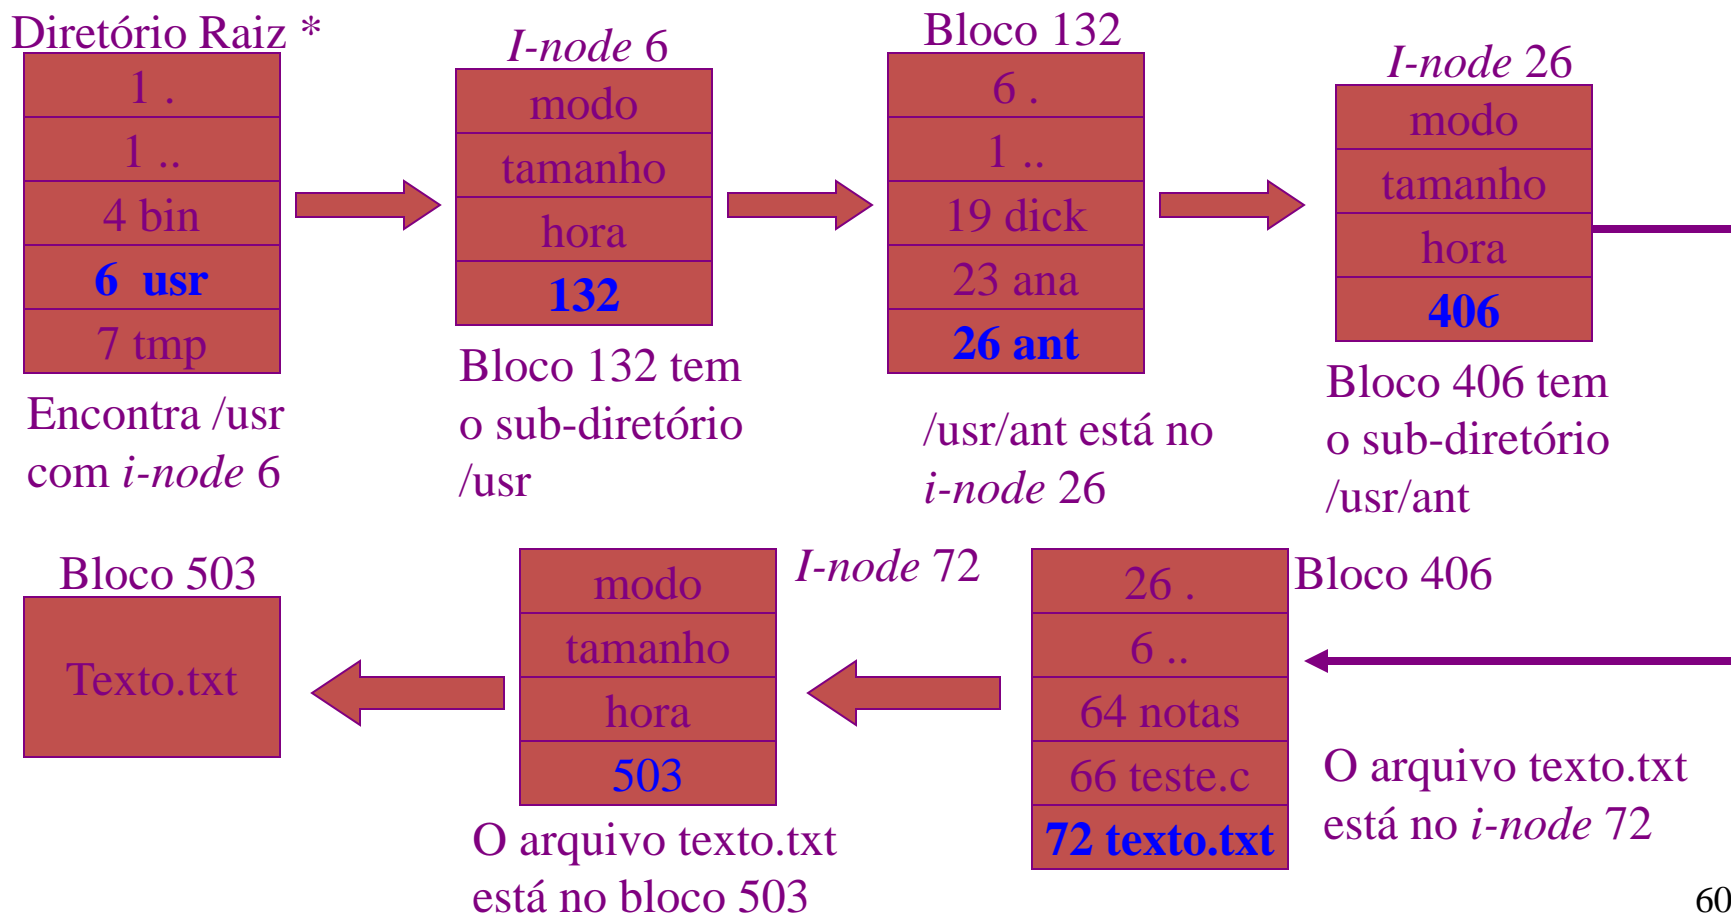 Diretório Raiz *
1 .
1 ..
4 bin
6 usr
7 tmp
Encontra /usr
com i-node 6
I-node 6
modo
tamanho
hora
132
Bloco 132 tem
o sub-diretório
/usr
Bloco 132
6 .
1 ..
19 dick
23 ana
26 ant
/usr/ant está no
i-node 26
I-node 26
modo
tamanho
hora
406
Bloco 406 tem
o sub-diretório
/usr/ant
Bloco 406
26 .
6 ..
64 notas
66 teste.c
72 texto.txt
O arquivo texto.txt
está no i-node 72
I-node 72
modo
tamanho
hora
503
O arquivo texto.txt
está no bloco 503
Bloco 503
Texto.txt
60